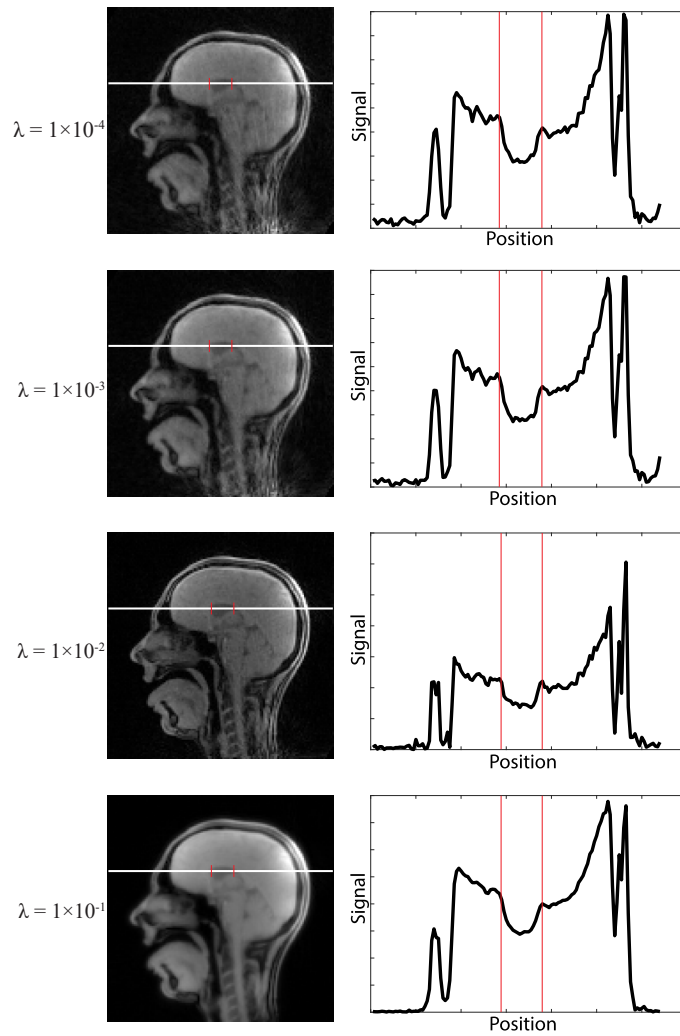 λ = 1×10⁻⁴
Signal
Position
λ = 1×10⁻³
Signal
Position
λ = 1×10⁻²
Signal
Position
λ = 1×10⁻¹
Signal
Position